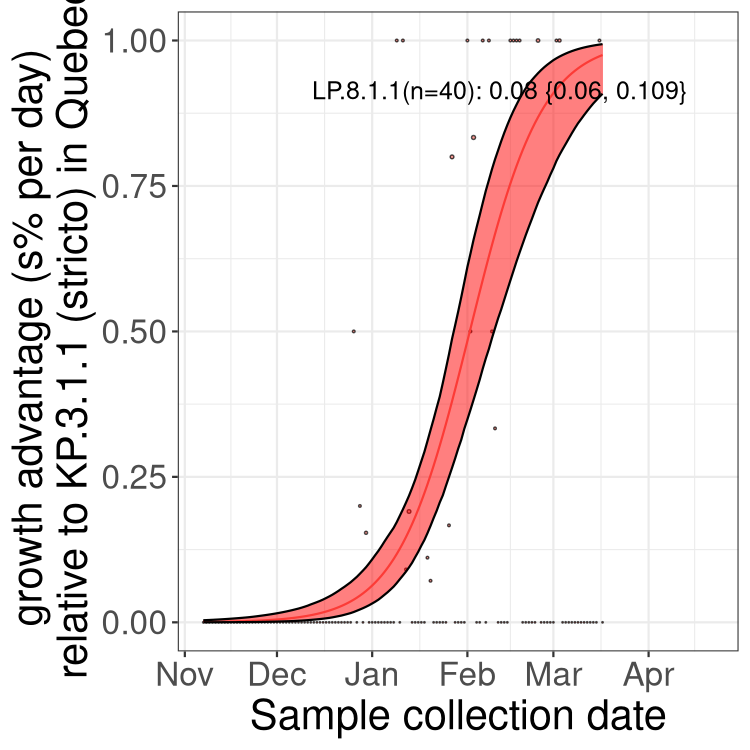 growth advantage (s% per day)
relative to KP.3.1.1 (stricto) in Quebec
1.00
0.75
0.50
0.25
0.00
LP.8.1.1(n=40): 0.08 {0.06, 0.109}
Nov Dec Jan Feb Mar Apr
Sample collection date